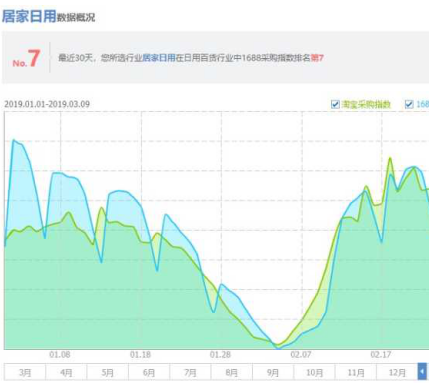 居家日用数据概况
No.7 最近30天，您所选行业居家日用在日用百货行业中1688采购指数排名第7
2019.01.01-2019.03.09 淘宝采购指数 168
01.08 01.18 01.28 02.07 02.17
3月 4月 5月 6月 7月 8月 9月 10月 11月 12月